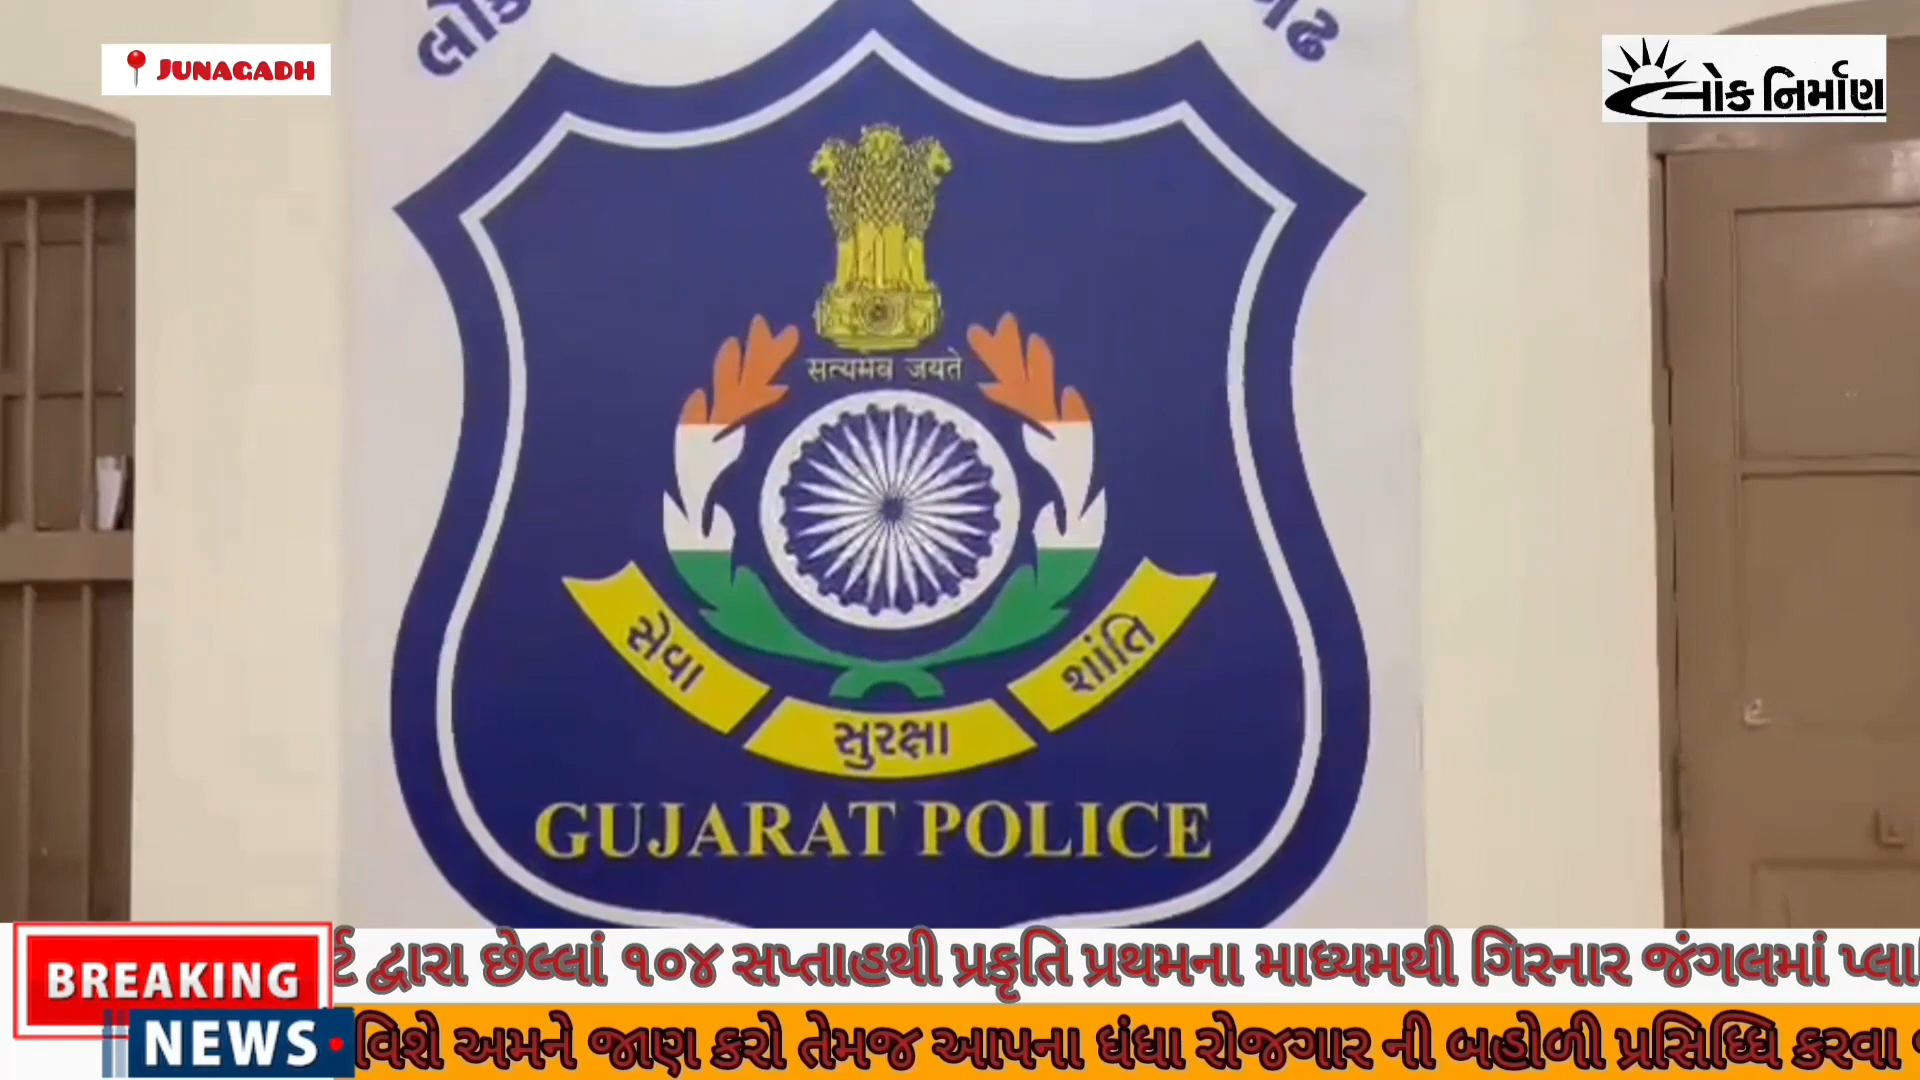 JUNAGADH
લોક નિર્માણ
सत्यमेव जयते
સેવા
સુરક્ષા
શાંતિ
GUJARAT POLICE
BREAKING
NEWS
દ્વારા છેલ્લાં ૧૦૪ સપ્તાહથી પ્રકૃતિ પ્રથમના માધ્યમથી ગિરનાર જંગલમાં
વિશે અમને જાણ કરો તેમજ આપના ધંધા રોજગાર ની બહોળી પ્રસિધ્ધિ કરવા